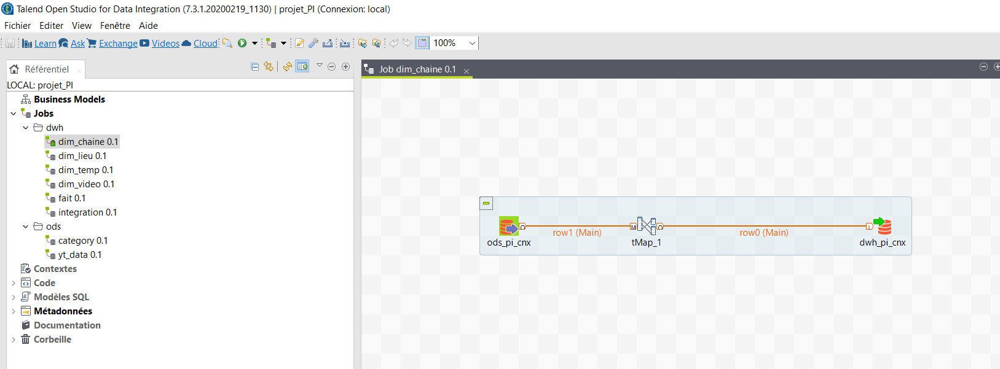 Talend Open Studio for Data Integration (7.3.1.20200219_1130) | projet_PI (Connexion: local)
Fichier Editer View Fenêtre Aide
Learn Ask Exchange Videos Cloud 100%
Référentiel
LOCAL: projet_PI
Business Models
Jobs
dwh
dim_chaine 0.1
dim_lieu 0.1
dim_temp 0.1
dim_video 0.1
fait 0.1
integration 0.1
ods
category 0.1
yt_data 0.1
Contextes
Code
Modèles SQL
Métadonnées
Documentation
Corbeille
Job dim_chaine 0.1
row1 (Main) row0 (Main)
ods_pi_cnx tMap_1 dwh_pi_cnx